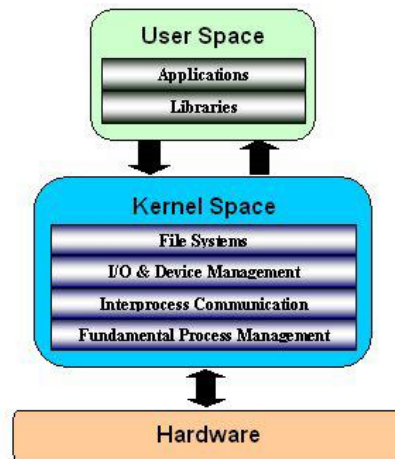 User Space
Applications
Libraries
Kernel Space
File Systems
I/O & Device Management
Interprocess Communication
Fundamental Process Management
Hardware